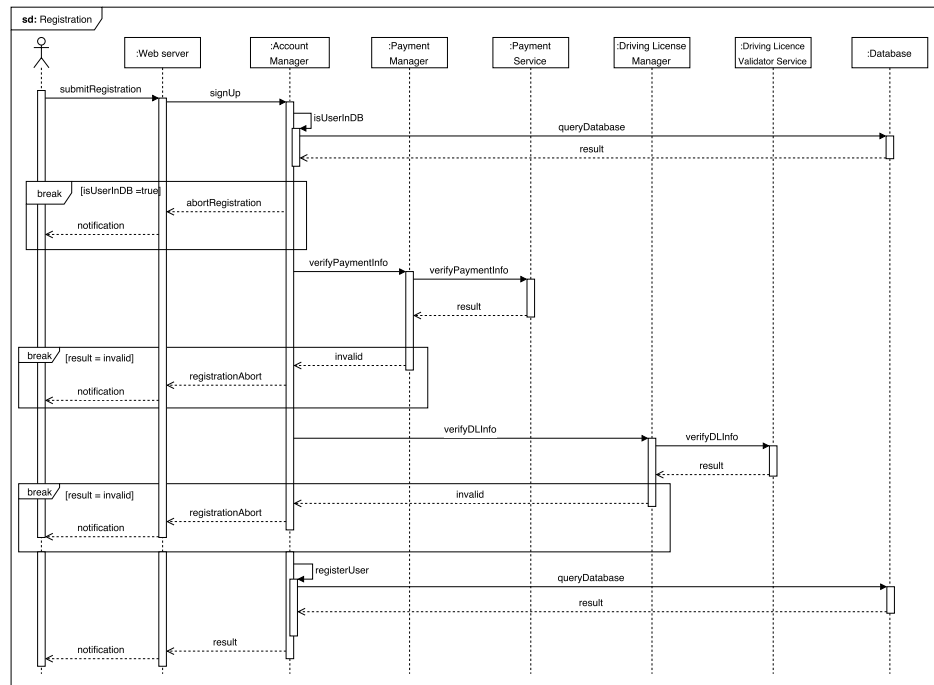 sd: Registration
:Web server
:Account
Manager
:Payment
Manager
:Payment
Service
:Driving License
Manager
:Driving Licence
Validator Service
:Database
submitRegistration
signUp
isUserInDB
queryDatabase
result
break
[isUserInDB =true]
abortRegistration
notification
verifyPaymentInfo
verifyPaymentInfo
result
break
[result = invalid]
invalid
registrationAbort
notification
verifyDLInfo
verifyDLInfo
result
break
[result = invalid]
invalid
registrationAbort
notification
registerUser
queryDatabase
result
result
notification